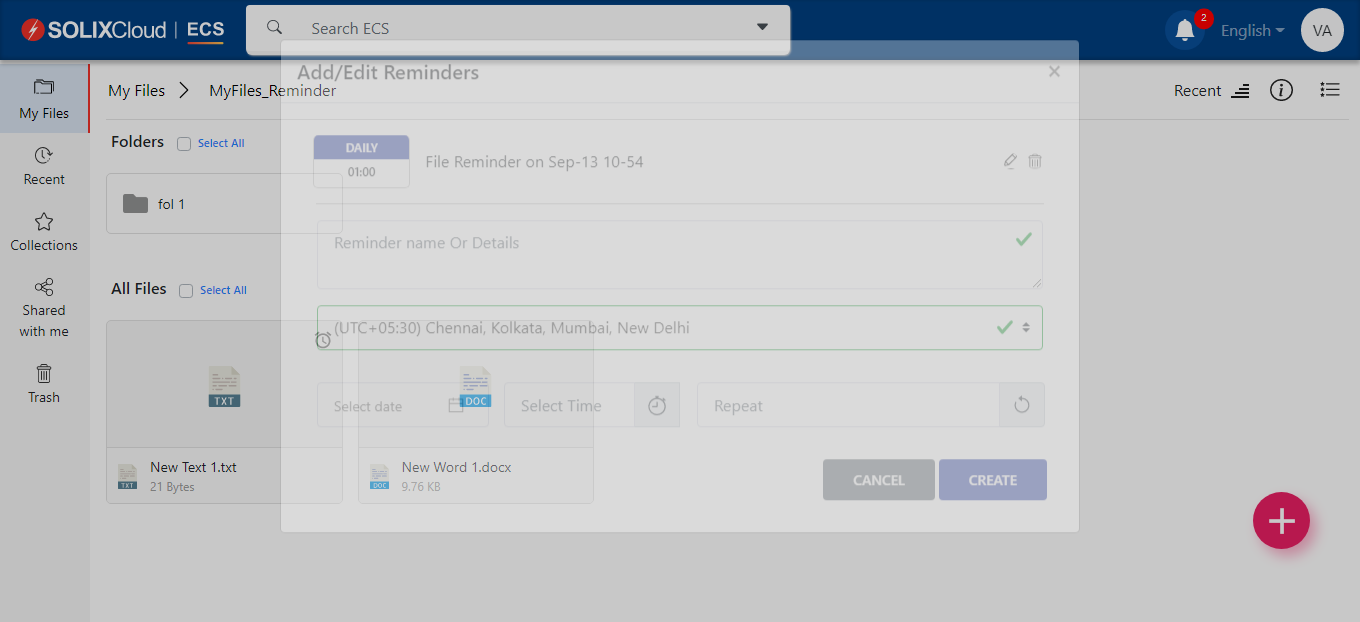 SOLIXCloud | ECS
Search ECS
2
English
VA
Add/Edit Reminders
My Files
My Files
MyFiles_Reminder
Recent
Folders
Select All
DAILY
01:00
File Reminder on Sep-13 10-54
Recent
fol 1
Reminder name Or Details
Collections
All Files
Select All
Shared
with me
(UTC+05:30) Chennai, Kolkata, Mumbai, New Delhi
Trash
TXT
DOC
Select date
Select Time
Repeat
TXT
New Text 1.txt
21 Bytes
DOC
New Word 1.docx
9.76 KB
CANCEL
CREATE